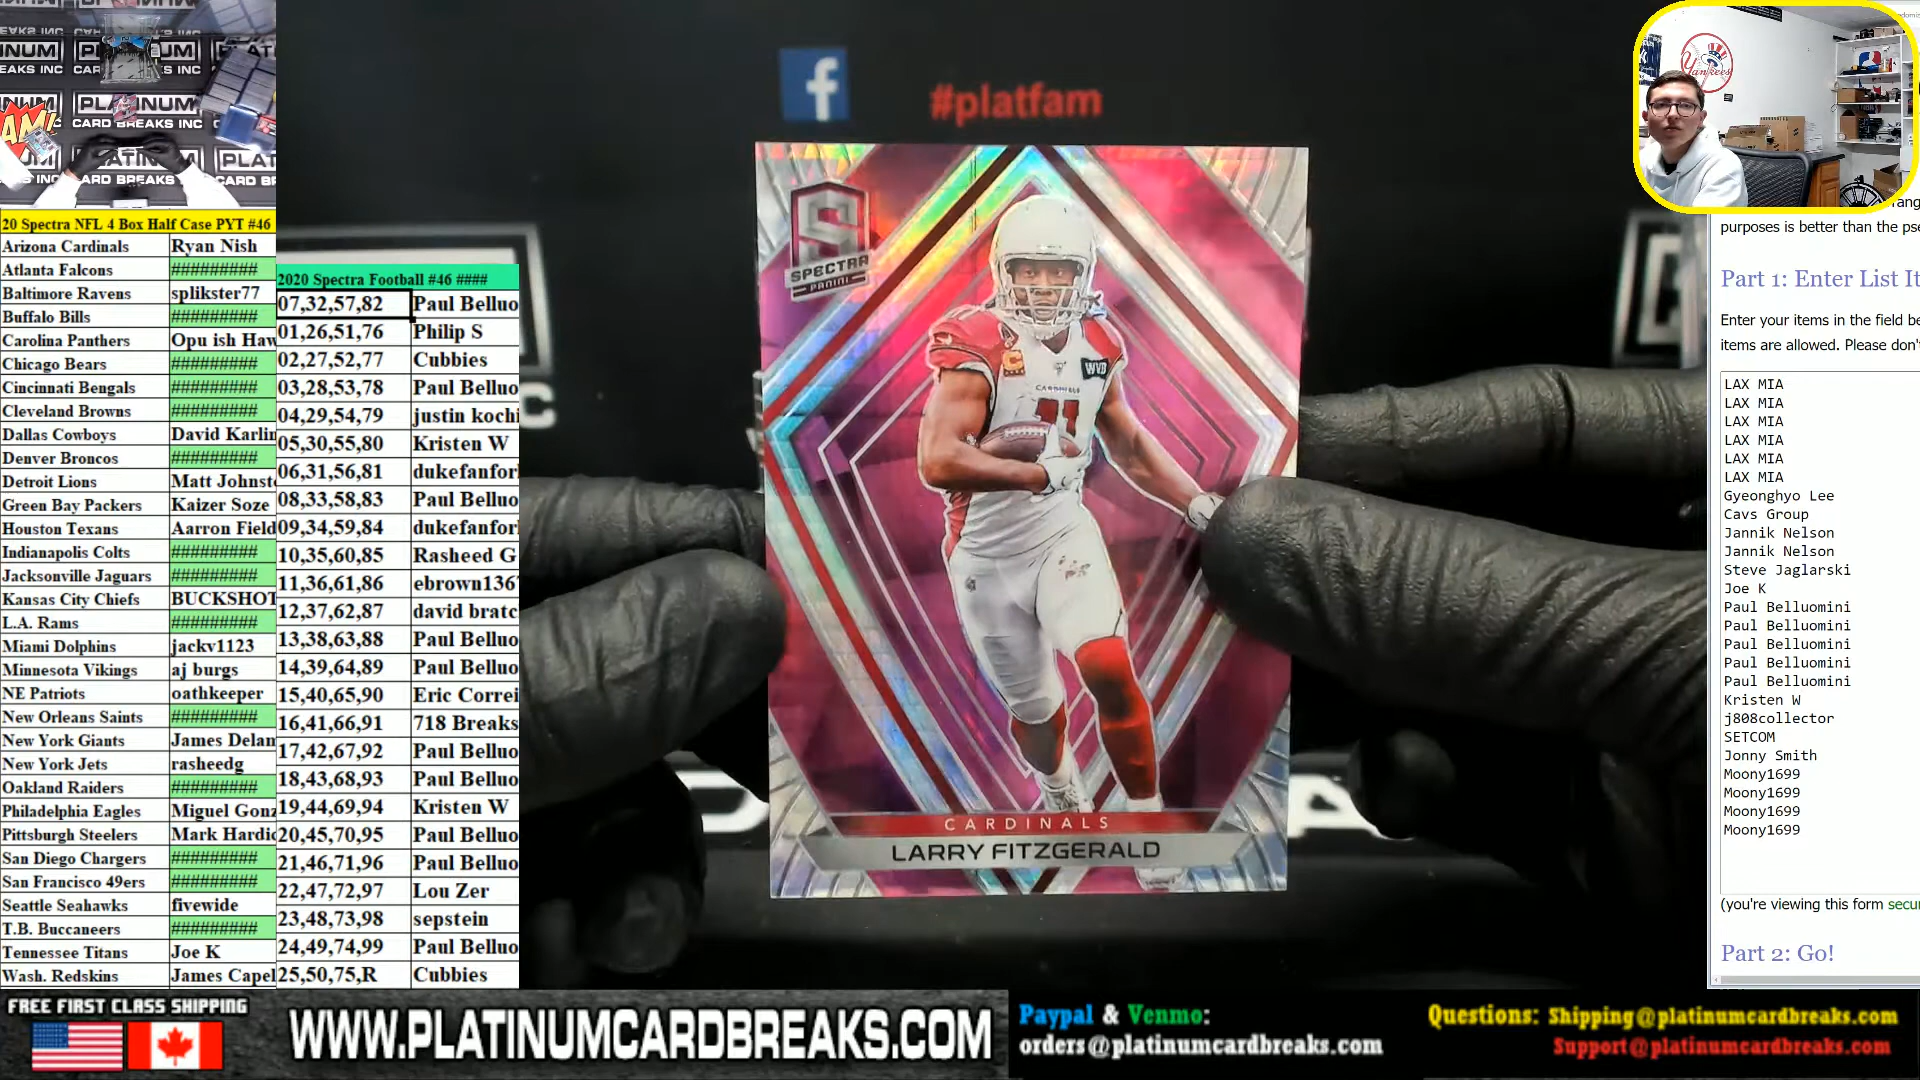 #platfam
f
SPECTRA
PANINI
WVD
CARDINALS
LARRY FITZGERALD
PLATINUM
CARD BREAKS INC
Yankees
20 Spectra NFL 4 Box Half Case PYT #46
Arizona Cardinals Ryan Nish
Atlanta Falcons #########
Baltimore Ravens splikster77
Buffalo Bills #########
Carolina Panthers Opu ish Haw
Chicago Bears #########
Cincinnati Bengals #########
Cleveland Browns #########
Dallas Cowboys David Karlin
Denver Broncos #########
Detroit Lions Matt Johnst
Green Bay Packers Kaizer Soze
Houston Texans Aarron Field
Indianapolis Colts #########
Jacksonville Jaguars #########
Kansas City Chiefs BUCKSHOT
L.A. Rams #########
Miami Dolphins jackv1123
Minnesota Vikings aj burgs
NE Patriots oathkeeper
New Orleans Saints #########
New York Giants James Delan
New York Jets rasheedg
Oakland Raiders #########
Philadelphia Eagles Miguel Gonz
Pittsburgh Steelers Mark Hardic
San Diego Chargers #########
San Francisco 49ers #########
Seattle Seahawks fivewide
T.B. Buccaneers #########
Tennessee Titans Joe K
Wash. Redskins James Capel
2020 Spectra Football #46 ####
07,32,57,82 Paul Belluo
01,26,51,76 Philip S
02,27,52,77 Cubbies
03,28,53,78 Paul Belluo
04,29,54,79 justin kochi
05,30,55,80 Kristen W
06,31,56,81 dukefanfor
08,33,58,83 Paul Belluo
09,34,59,84 dukefanfor
10,35,60,85 Rasheed G
11,36,61,86 ebrown136
12,37,62,87 david bratc
13,38,63,88 Paul Belluo
14,39,64,89 Paul Belluo
15,40,65,90 Eric Correi
16,41,66,91 718 Breaks
17,42,67,92 Paul Belluo
18,43,68,93 Paul Belluo
19,44,69,94 Kristen W
20,45,70,95 Paul Belluo
21,46,71,96 Paul Belluo
22,47,72,97 Lou Zer
23,48,73,98 sepstein
24,49,74,99 Paul Belluo
25,50,75,R Cubbies
purposes is better than the pse
Part 1: Enter List It
Enter your items in the field be
items are allowed. Please don'
LAX MIA
LAX MIA
LAX MIA
LAX MIA
LAX MIA
LAX MIA
Gyeonghyo Lee
Cavs Group
Jannik Nelson
Jannik Nelson
Steve Jaglarski
Joe K
Paul Belluomini
Paul Belluomini
Paul Belluomini
Paul Belluomini
Paul Belluomini
Kristen W
j808collector
SETCOM
Jonny Smith
Moony1699
Moony1699
Moony1699
Moony1699
(you're viewing this form secu
Part 2: Go!
FREE FIRST CLASS SHIPPING
WWW.PLATINUMCARDBREAKS.COM
Paypal & Venmo:
orders@platinumcardbreaks.com
Questions: Shipping@platinumcardbreaks.com
Support@platinumcardbreaks.com